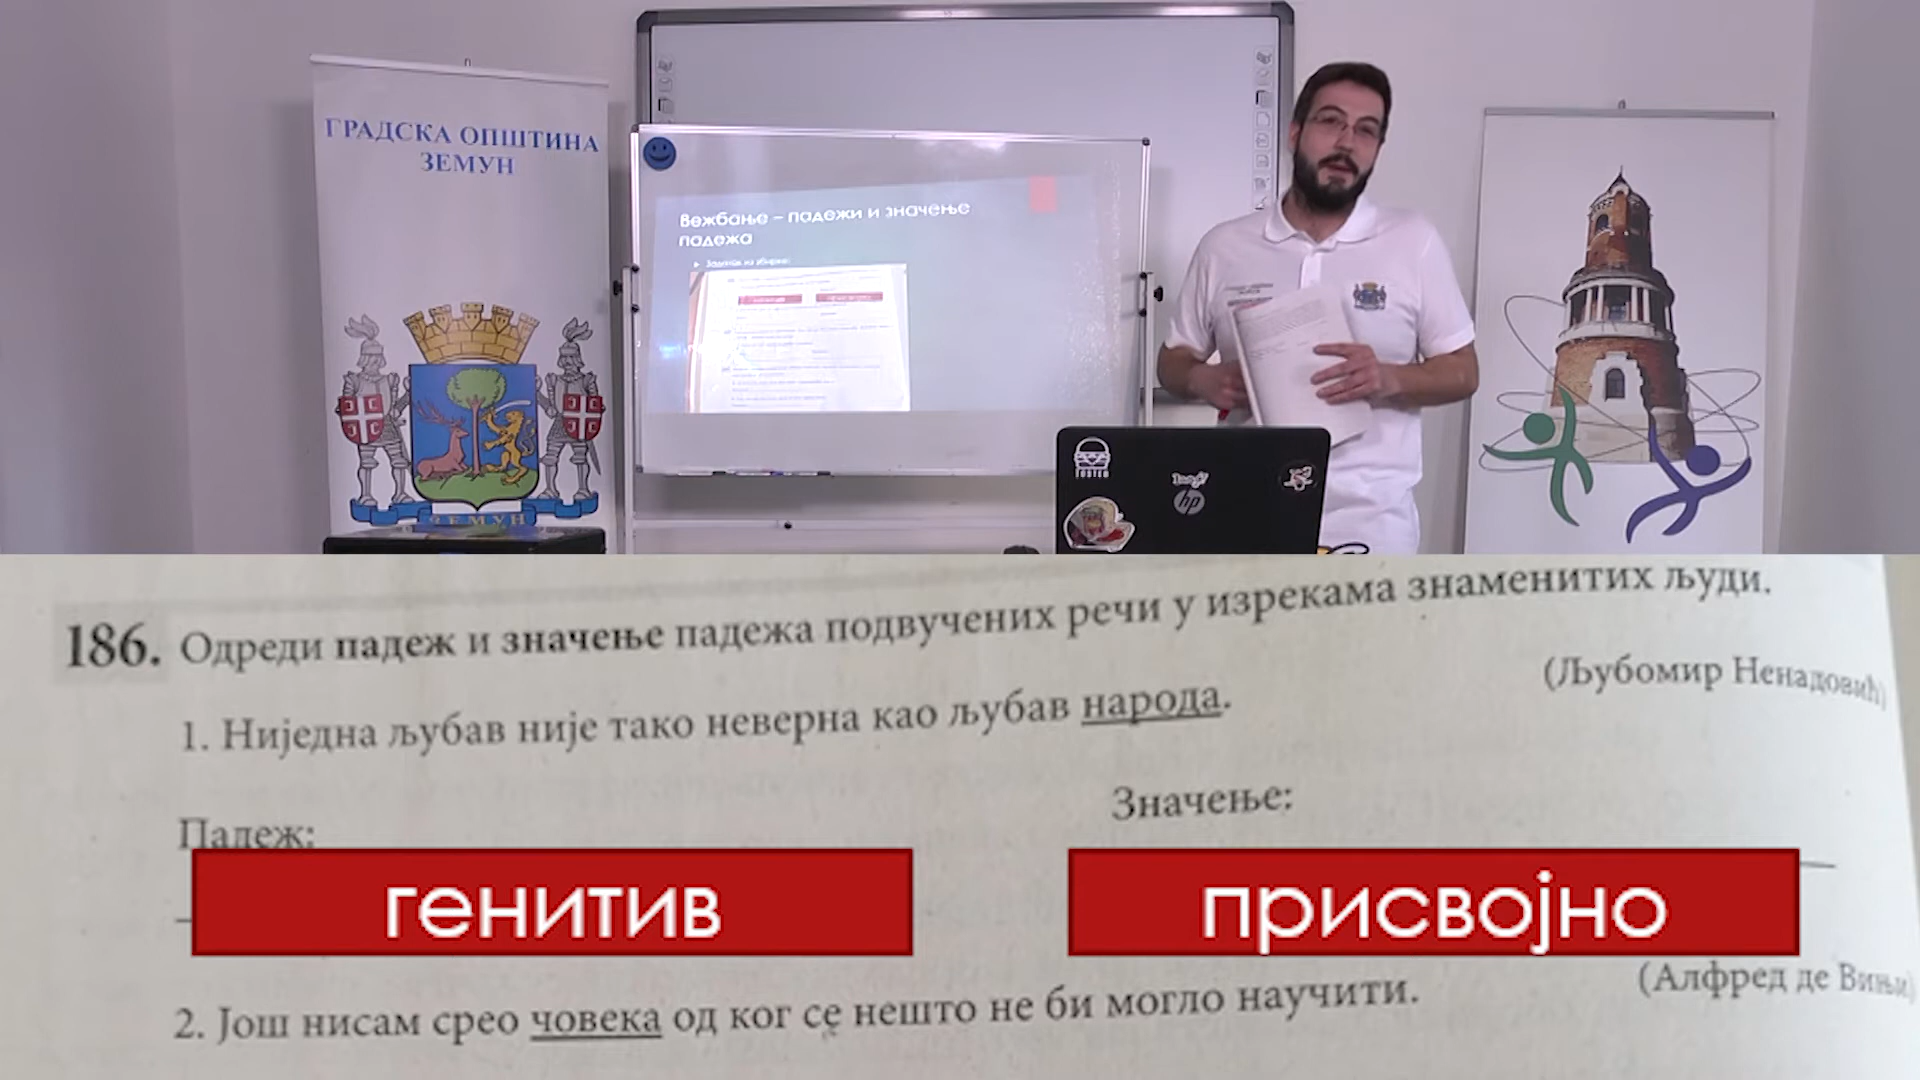 ГРАДСКА ОПШТИНА
ЗЕМУН
Вежбање – падежи и значење
падежа
ЗЕМУН
hp
186. Одреди падеж и значење падежа подвучених речи у изрекама знаменитих људи.
(Љубомир Ненадовић)
1. Ниједна љубав није тако неверна као љубав народа.
Падеж:
Значење:
генитив
присвојно
(Алфред де Вињи)
2. Још нисам срео човека од ког се нешто не би могло научити.